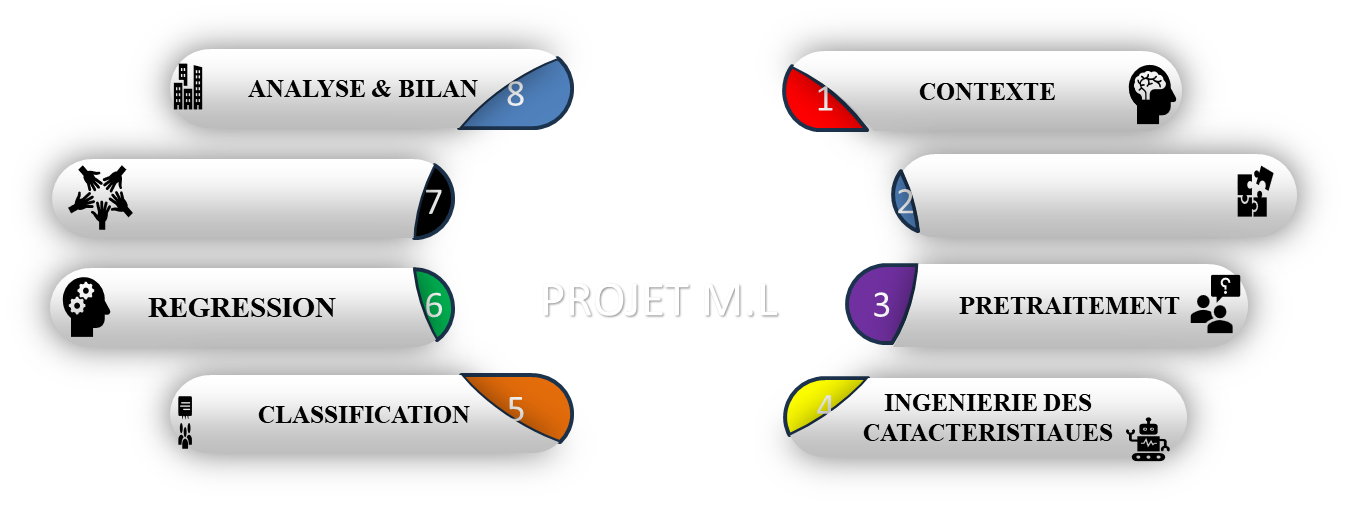 ANALYSE & BILAN 8
1 CONTEXTE
7
2
REGRESSION 6
PROJET M.L
3 PRETRAITEMENT
?
CLASSIFICATION 5
4 INGENIERIE DES
CATACTERISTIAUES